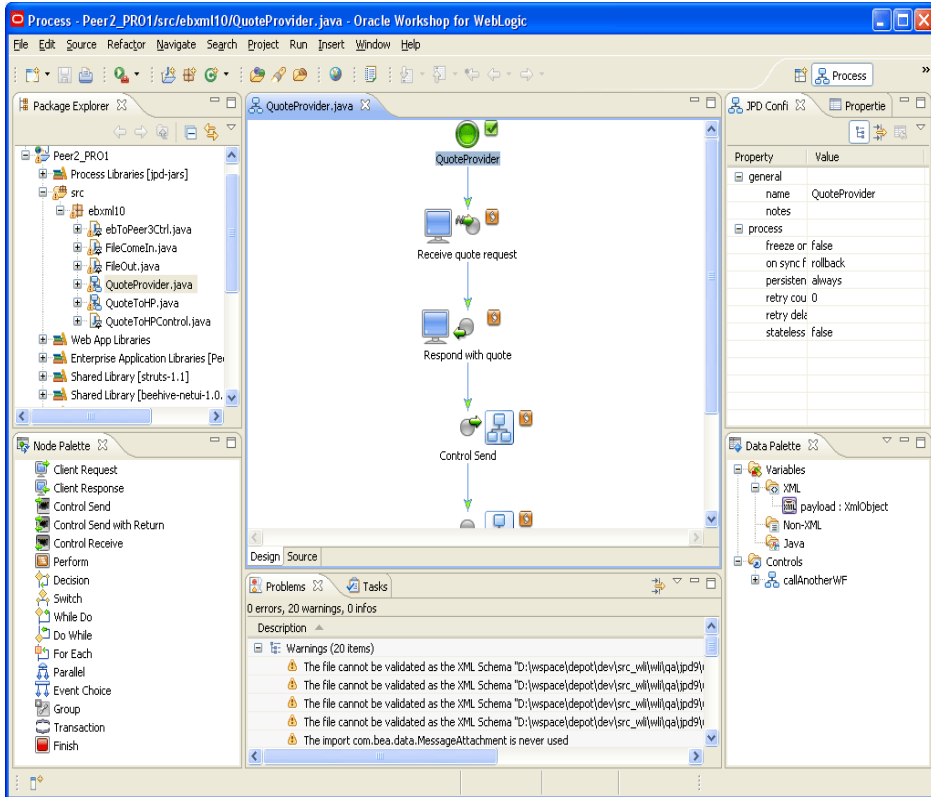 Process - Peer2_PRO1/src/ebxml10/QuoteProvider.java - Oracle Workshop for WebLogic
File Edit Source Refactor Navigate Search Project Run Insert Window Help
Process »
Package Explorer
Peer2_PRO1
Process Libraries [jpd-jars]
src
ebxml10
ebToPeer3Ctrl.java
FileComeIn.java
FileOut.java
QuoteProvider.java
QuoteToHP.java
QuoteToHPControl.java
Web App Libraries
Enterprise Application Libraries [Pe
Shared Library [struts-1.1]
Shared Library [beehive-netui-1.0.
QuoteProvider.java
QuoteProvider
Receive quote request
Respond with quote
Control Send
Design Source
JPD Confi Propertie
Property Value
general
name QuoteProvider
notes
process
freeze or false
on sync f rollback
persisten always
retry cou 0
retry dela
stateless false
Node Palette
Client Request
Client Response
Control Send
Control Send with Return
Control Receive
Perform
Decision
Switch
While Do
Do While
For Each
Parallel
Event Choice
Group
Transaction
Finish
Problems Tasks
0 errors, 20 warnings, 0 infos
Description
Warnings (20 items)
The file cannot be validated as the XML Schema "D:\wspace\depot\dev\src_wli\wli\qa\jpd9\
The file cannot be validated as the XML Schema "D:\wspace\depot\dev\src_wli\wli\qa\jpd9\
The file cannot be validated as the XML Schema "D:\wspace\depot\dev\src_wli\wli\qa\jpd9\
The file cannot be validated as the XML Schema "D:\wspace\depot\dev\src_wli\wli\qa\jpd9\
The import com.bea.data.MessageAttachment is never used
Data Palette
Variables
XML
payload : XmlObject
Non-XML
Java
Controls
callAnotherWF